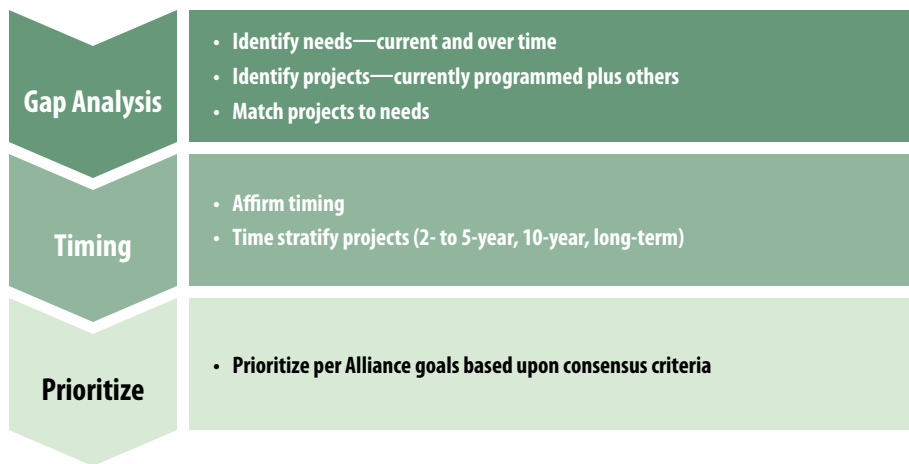 Gap Analysis
• Identify needs—current and over time
• Identify projects—currently programmed plus others
• Match projects to needs
Timing
• Affirm timing
• Time stratify projects (2- to 5-year, 10-year, long-term)
Prioritize
• Prioritize per Alliance goals based upon consensus criteria